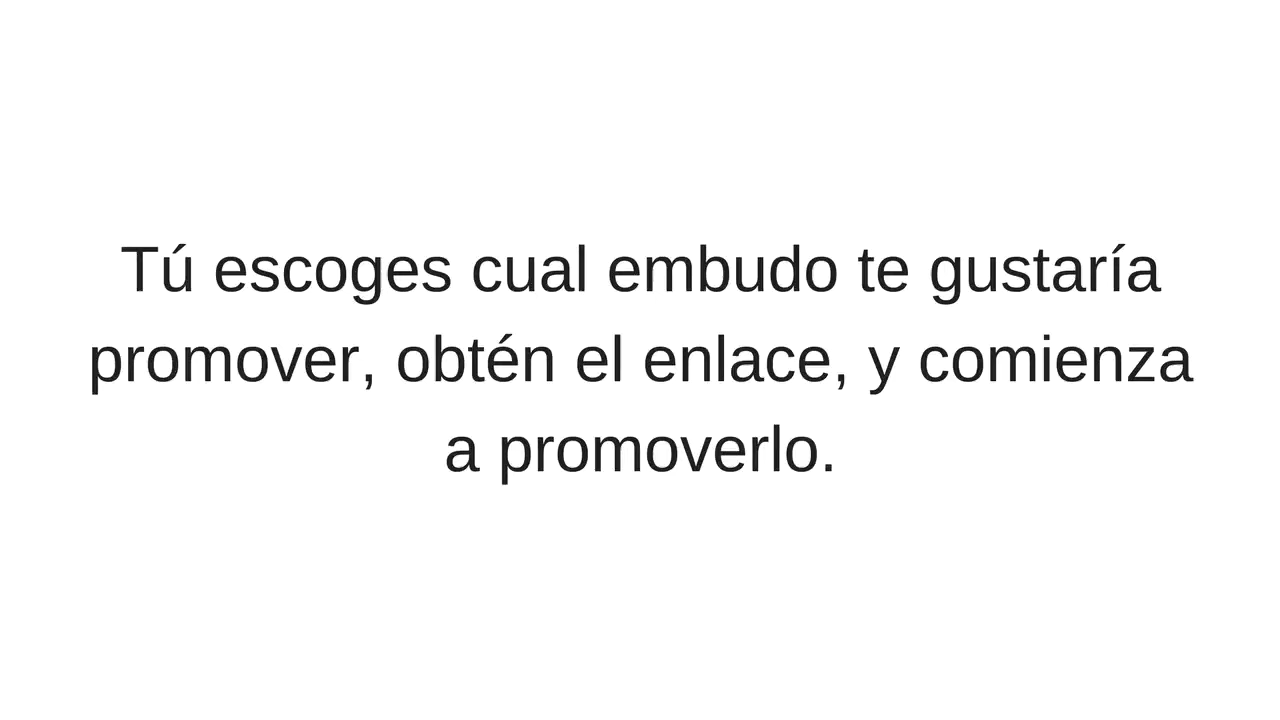 Tú escoges cual embudo te gustaría
promover, obtén el enlace, y comienza
a promoverlo.